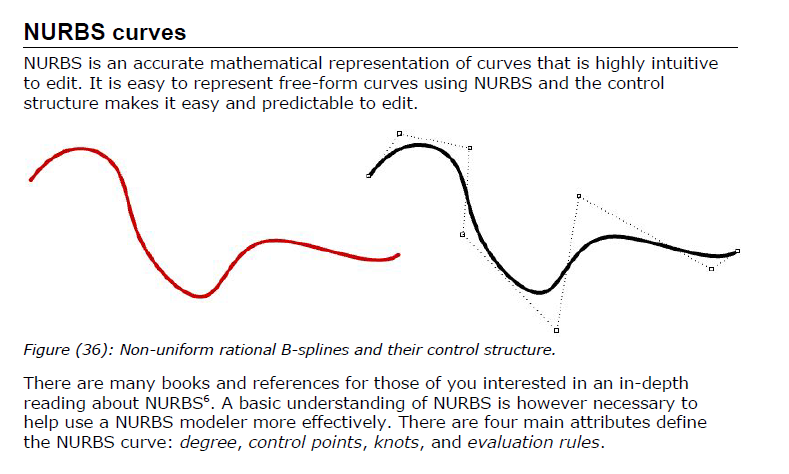 NURBS curves
NURBS is an accurate mathematical representation of curves that is highly intuitive
to edit. It is easy to represent free-form curves using NURBS and the control
structure makes it easy and predictable to edit.
Figure (36): Non-uniform rational B-splines and their control structure.
There are many books and references for those of you interested in an in-depth
reading about NURBS⁶. A basic understanding of NURBS is however necessary to
help use a NURBS modeler more effectively. There are four main attributes define
the NURBS curve: degree, control points, knots, and evaluation rules.